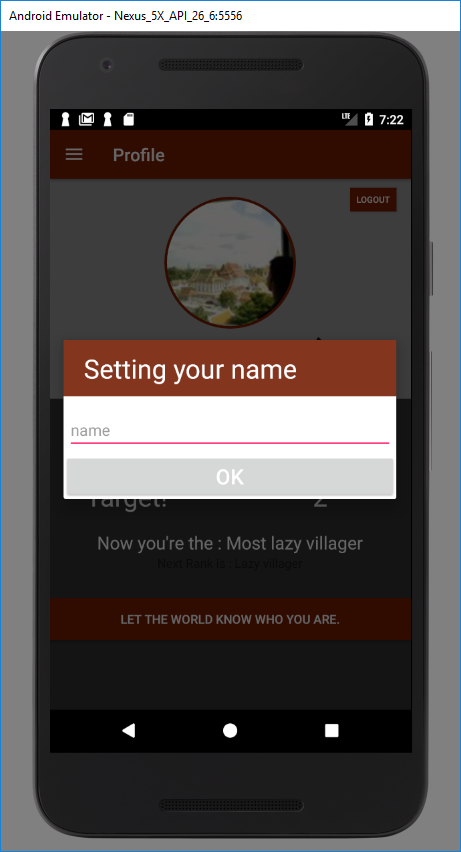 Android Emulator - Nexus_5X_API_26_6:5556
LTE 7:22
Profile
LOGOUT
Setting your name
name
OK
Target!
Now you're the : Most lazy villager
Next Rank is : Lazy villager
LET THE WORLD KNOW WHO YOU ARE.